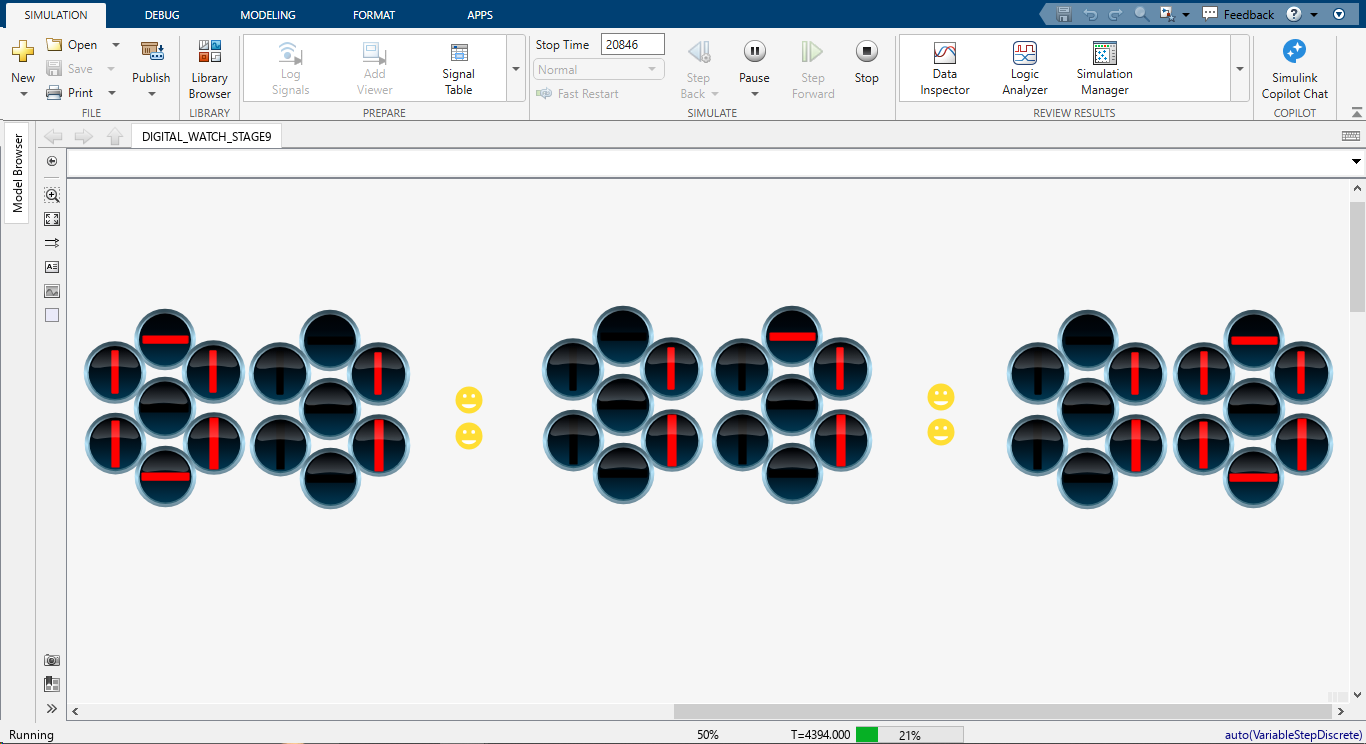 SIMULATION DEBUG MODELING FORMAT APPS
Feedback
New
Open
Save
Print
FILE
Publish
Library
Browser
LIBRARY
Log
Signals
Add
Viewer
Signal
Table
PREPARE
Stop Time 20846
Normal
Fast Restart
Step
Back
Pause
Step
Forward
Stop
SIMULATE
Data
Inspector
Logic
Analyzer
Simulation
Manager
REVIEW RESULTS
Simulink
Copilot Chat
COPILOT
Model Browser
DIGITAL_WATCH_STAGE9
01:17:10
Running 50% T=4394.000 21% auto(VariableStepDiscrete)